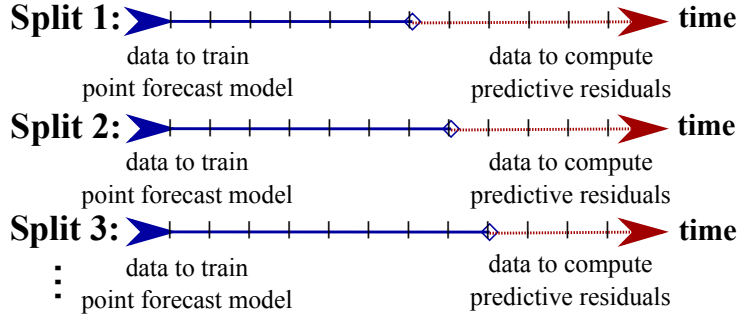 Split 1: time
data to train data to compute
point forecast model predictive residuals
Split 2: time
data to train data to compute
point forecast model predictive residuals
Split 3: time
data to train data to compute
point forecast model predictive residuals
⋮